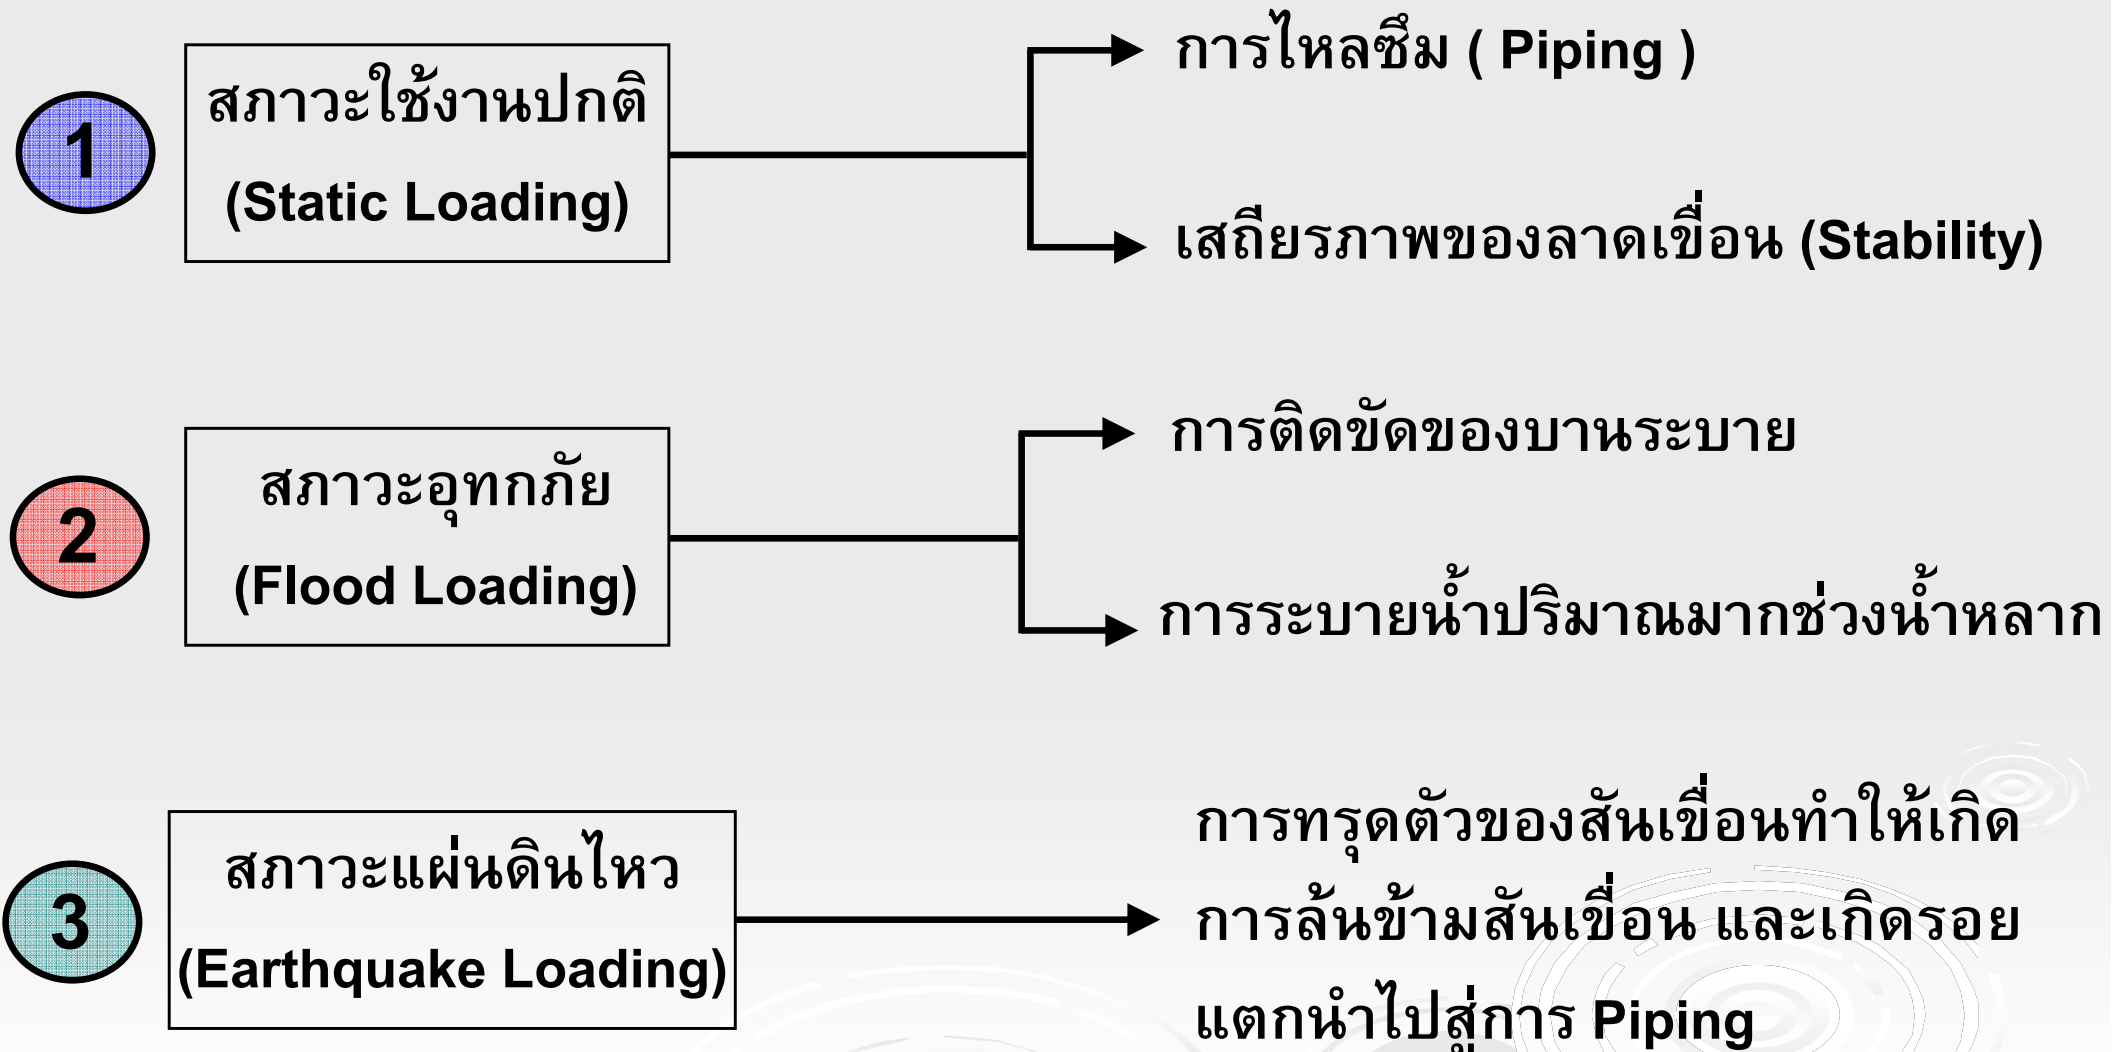 1
สภาวะใช้งานปกติ
(Static Loading)
การไหลซึม ( Piping )
เสถียรภาพของลาดเขื่อน (Stability)
2
สภาวะอุทกภัย
(Flood Loading)
การติดขัดของบานระบาย
การระบายน้ำปริมาณมากช่วงน้ำหลาก
3
สภาวะแผ่นดินไหว
(Earthquake Loading)
การทรุดตัวของสันเขื่อนทำให้เกิด
การล้นข้ามสันเขื่อน และเกิดรอย
แตกนำไปสู่การ Piping